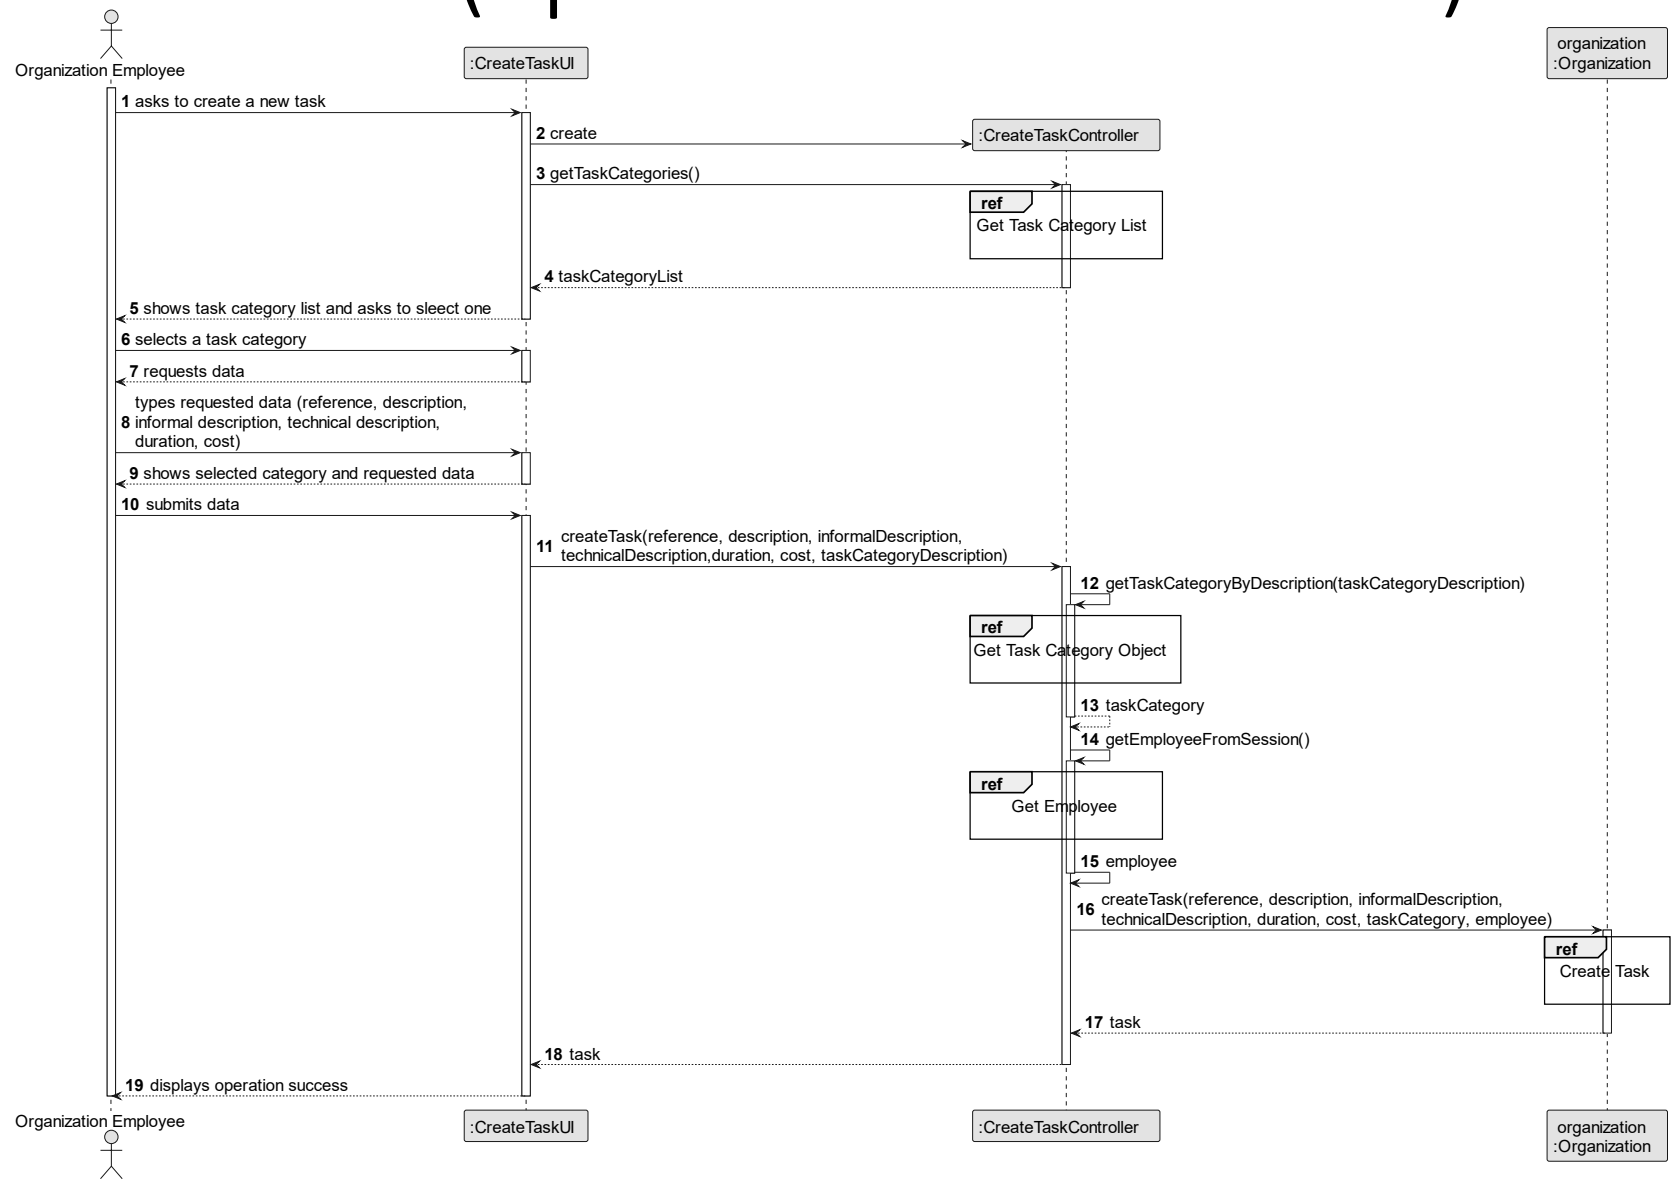 Organization Employee
:CreateTaskUI
organization
:Organization
1 asks to create a new task
2 create
:CreateTaskController
3 getTaskCategories()
ref
Get Task Category List
4 taskCategoryList
5 shows task category list and asks to sleect one
6 selects a task category
7 requests data
types requested data (reference, description,
8 informal description, technical description,
duration, cost)
9 shows selected category and requested data
10 submits data
createTask(reference, description, informalDescription,
11 technicalDescription,duration, cost, taskCategoryDescription)
12 getTaskCategoryByDescription(taskCategoryDescription)
ref
Get Task Category Object
13 taskCategory
14 getEmployeeFromSession()
ref
Get Employee
15 employee
createTask(reference, description, informalDescription,
16 technicalDescription, duration, cost, taskCategory, employee)
ref
Create Task
17 task
18 task
19 displays operation success
Organization Employee
:CreateTaskUI
:CreateTaskController
organization
:Organization